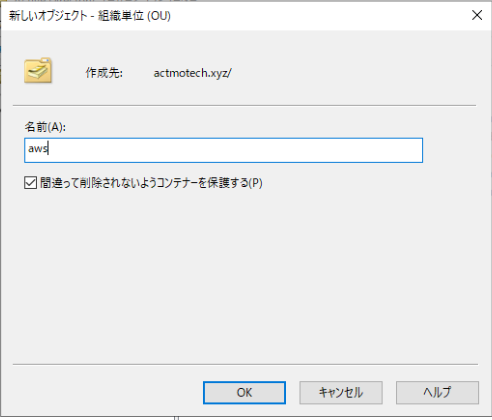 新しいオブジェクト - 組織単位 (OU)
作成先: actmotech.xyz/
名前(A):
aws
間違って削除されないようコンテナーを保護する(P)
OK キャンセル ヘルプ